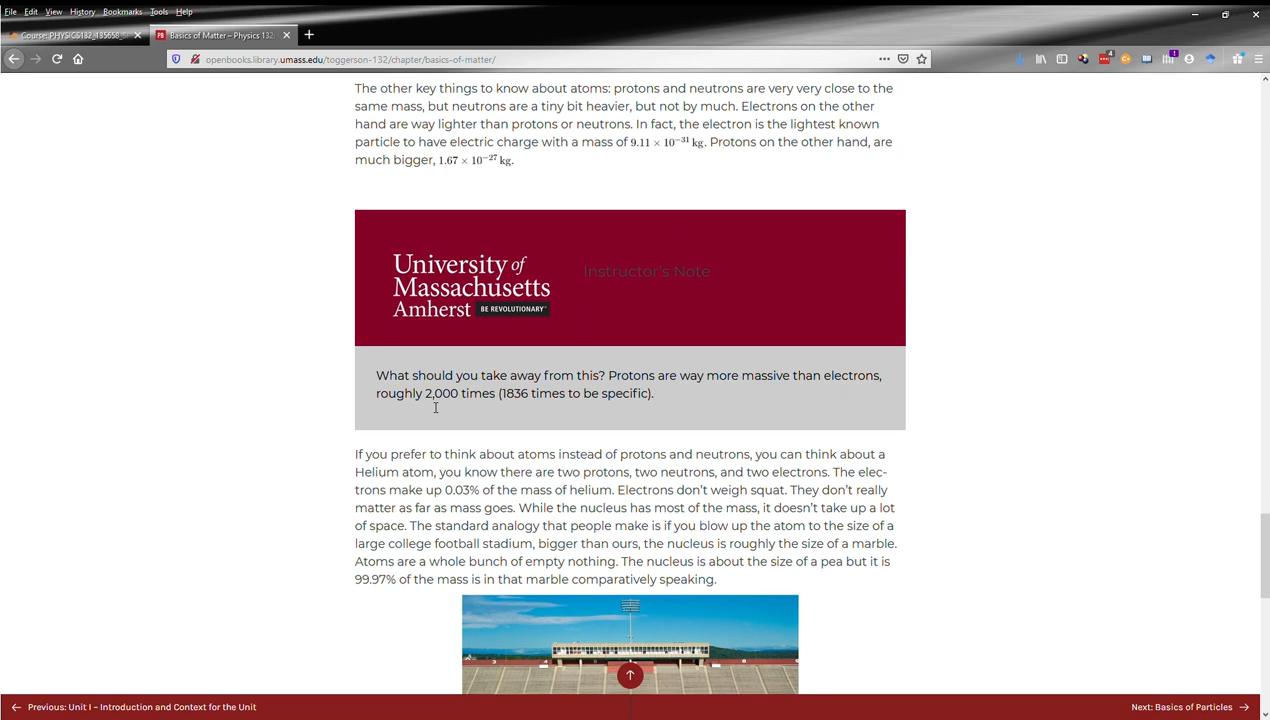 File Edit View History Bookmarks Tools Help
Course: PHYSICS132_135658_S
Basics of Matter – Physics 132
openbooks.library.umass.edu/toggerson-132/chapter/basics-of-matter/
The other key things to know about atoms: protons and neutrons are very very close to the
same mass, but neutrons are a tiny bit heavier, but not by much. Electrons on the other
hand are way lighter than protons or neutrons. In fact, the electron is the lightest known
particle to have electric charge with a mass of 9.11 × 10⁻³¹ kg. Protons on the other hand, are
much bigger, 1.67 × 10⁻²⁷ kg.
University of
Massachusetts
Amherst BE REVOLUTIONARY™
Instructor's Note
What should you take away from this? Protons are way more massive than electrons,
roughly 2,000 times (1836 times to be specific).
If you prefer to think about atoms instead of protons and neutrons, you can think about a
Helium atom, you know there are two protons, two neutrons, and two electrons. The elec-
trons make up 0.03% of the mass of helium. Electrons don't weigh squat. They don't really
matter as far as mass goes. While the nucleus has most of the mass, it doesn't take up a lot
of space. The standard analogy that people make is if you blow up the atom to the size of a
large college football stadium, bigger than ours, the nucleus is roughly the size of a marble.
Atoms are a whole bunch of empty nothing. The nucleus is about the size of a pea but it is
99.97% of the mass is in that marble comparatively speaking.
Previous: Unit I – Introduction and Context for the Unit
Next: Basics of Particles